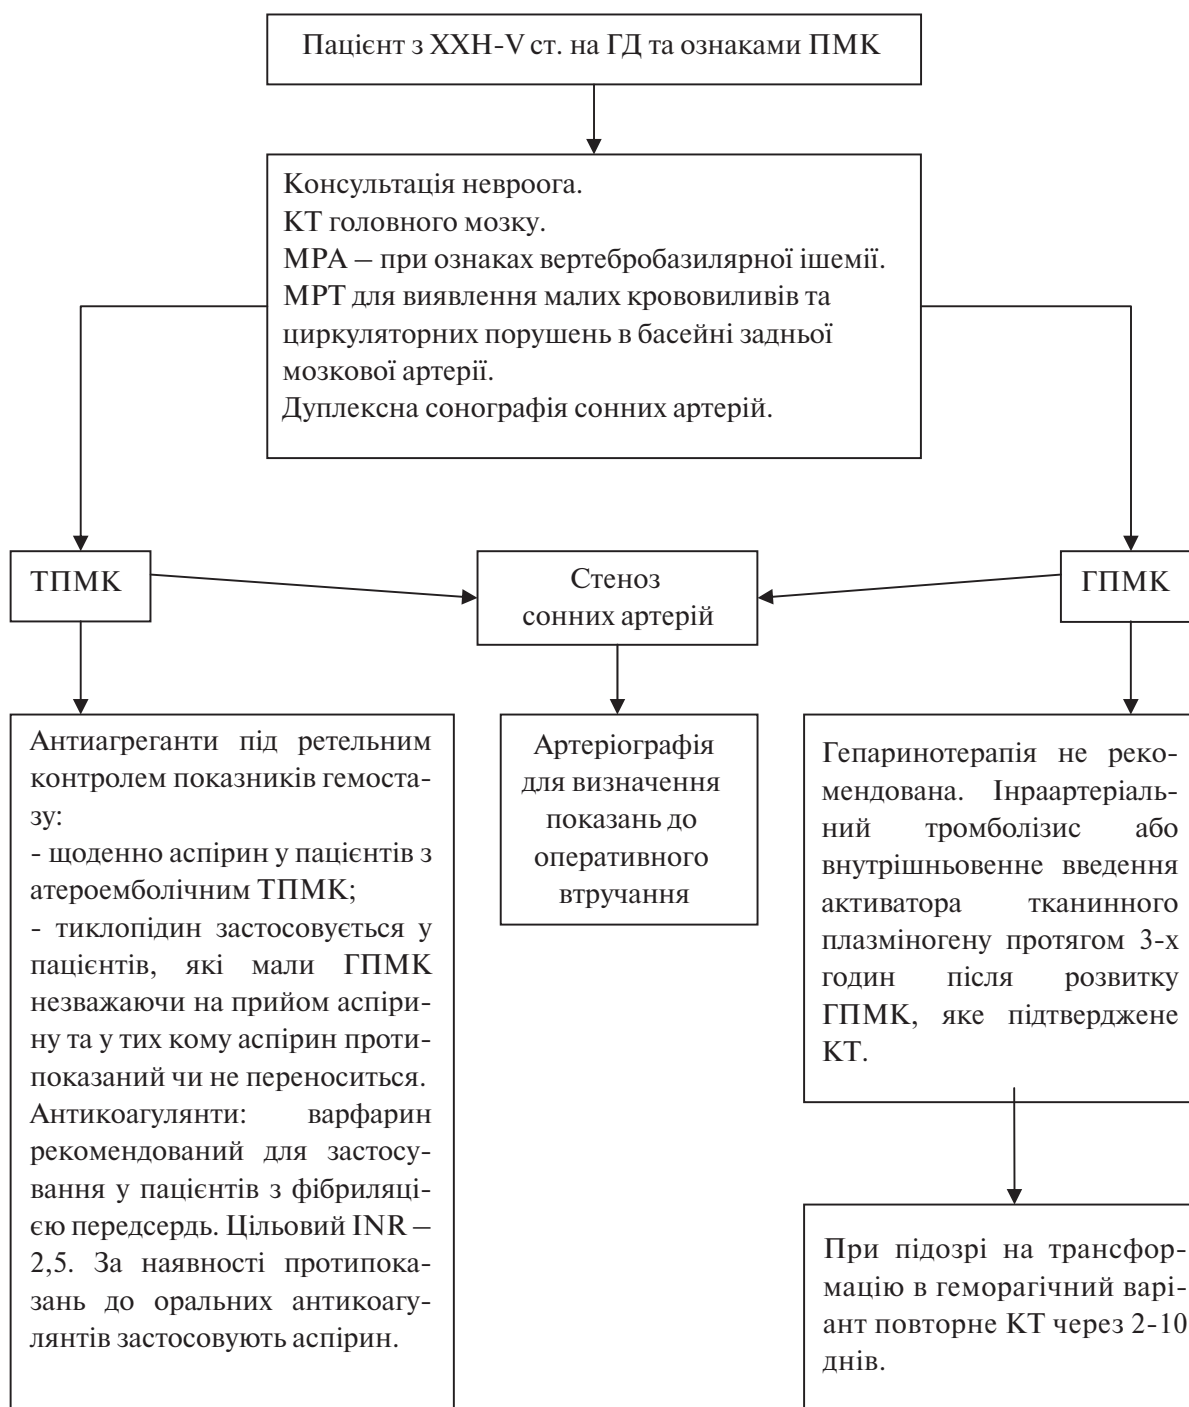 Пацієнт з ХХН-V ст. на ГД та ознаками ПМК
Консультація невроога.
КТ головного мозку.
МРА – при ознаках вертебробазилярної ішемії.
МРТ для виявлення малих крововиливів та
циркуляторних порушень в басейні задньої
мозкової артерії.
Дуплексна сонографія сонних артерій.
ТПМК
Стеноз
сонних артерій
ГПМК
Антиагреганти під ретельним
контролем показників гемоста-
зу:
- щоденно аспірин у пацієнтів з
атероемболічним ТПМК;
- тиклопідин застосовується у
пацієнтів, які мали ГПМК
незважаючи на прийом аспіри-
ну та у тих кому аспірин проти-
показаний чи не переноситься.
Антикоагулянти: варфарин
рекомендований для застосу-
вання у пацієнтів з фібриляці-
єю передсердь. Цільовий INR –
2,5. За наявності протипока-
зань до оральних антикоагу-
лянтів застосовують аспірин.
Артеріографія
для визначення
показань до
оперативного
втручання
Гепаринотерапія не реко-
мендована. Інраартеріаль-
ний тромболізис або
внутрішньовенне введення
активатора тканинного
плазміногену протягом 3-х
годин після розвитку
ГПМК, яке підтверджене
КТ.
При підозрі на трансфор-
мацію в геморагічний варі-
ант повторне КТ через 2-10
днів.